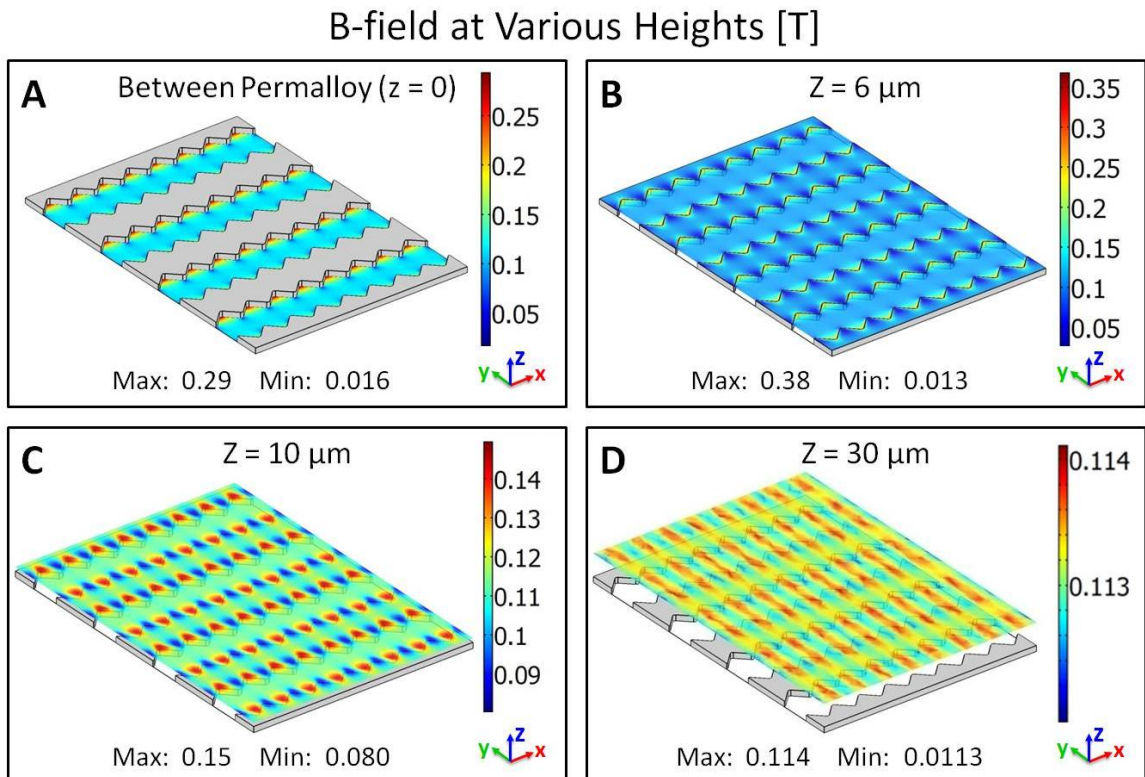 B-field at Various Heights [T]
A
Between Permalloy (z = 0)
0.25
0.2
0.15
0.1
0.05
z
y
x
Max: 0.29 Min: 0.016
B
Z = 6 µm
0.35
0.3
0.25
0.2
0.15
0.1
0.05
z
y
x
Max: 0.38 Min: 0.013
C
Z = 10 µm
0.14
0.13
0.12
0.11
0.1
0.09
z
y
x
Max: 0.15 Min: 0.080
D
Z = 30 µm
0.114
0.113
z
y
x
Max: 0.114 Min: 0.0113